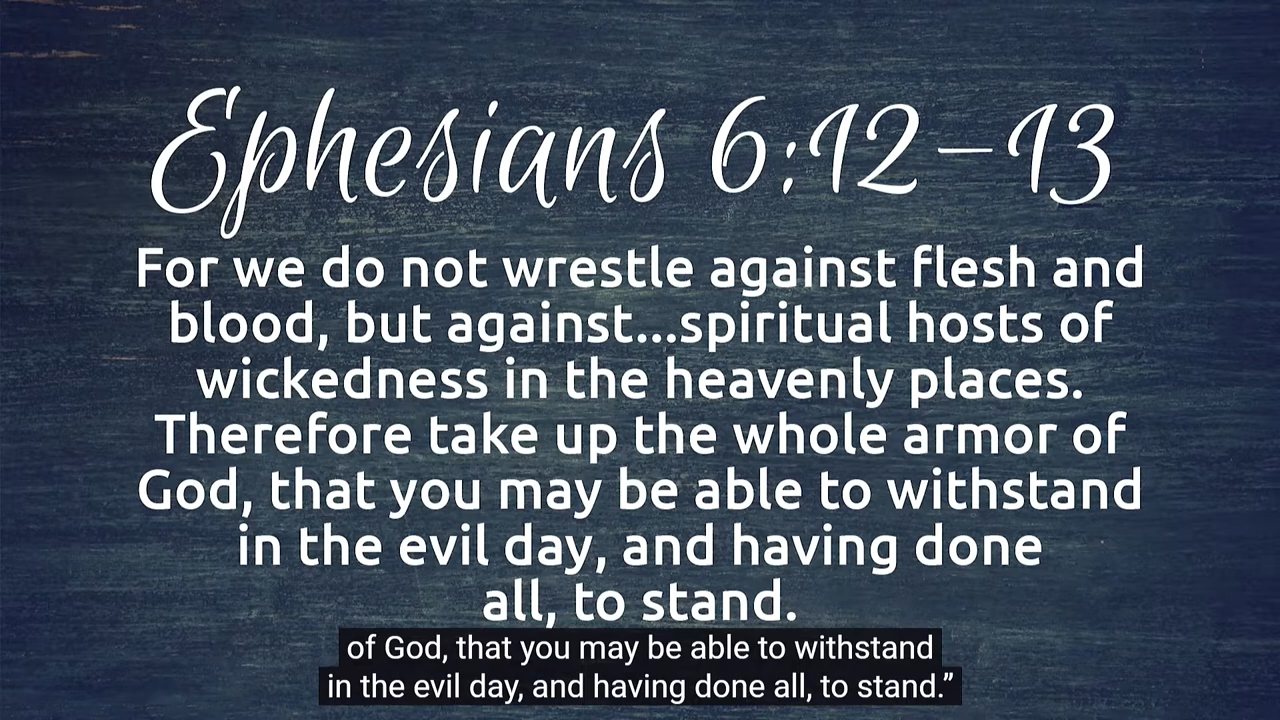 Ephesians 6:12–13
For we do not wrestle against flesh and
blood, but against...spiritual hosts of
wickedness in the heavenly places.
Therefore take up the whole armor of
God, that you may be able to withstand
in the evil day, and having done
all, to stand.
of God, that you may be able to withstand
in the evil day, and having done all, to stand.”